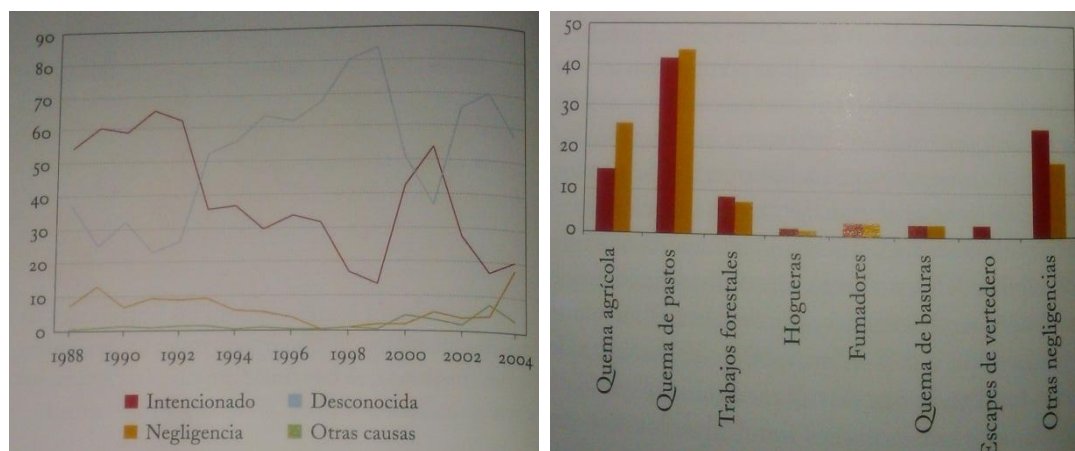 90
80
70
60
50
40
30
20
10
0
1988 1990 1992 1994 1996 1998 2000 2002 2004
Intencionado Desconocida
Negligencia Otras causas
50
40
30
20
10
0
Quema agrícola
Quema de pastos
Trabajos forestales
Hogueras
Fumadores
Quema de basuras
Escapes de vertedero
Otras negligencias